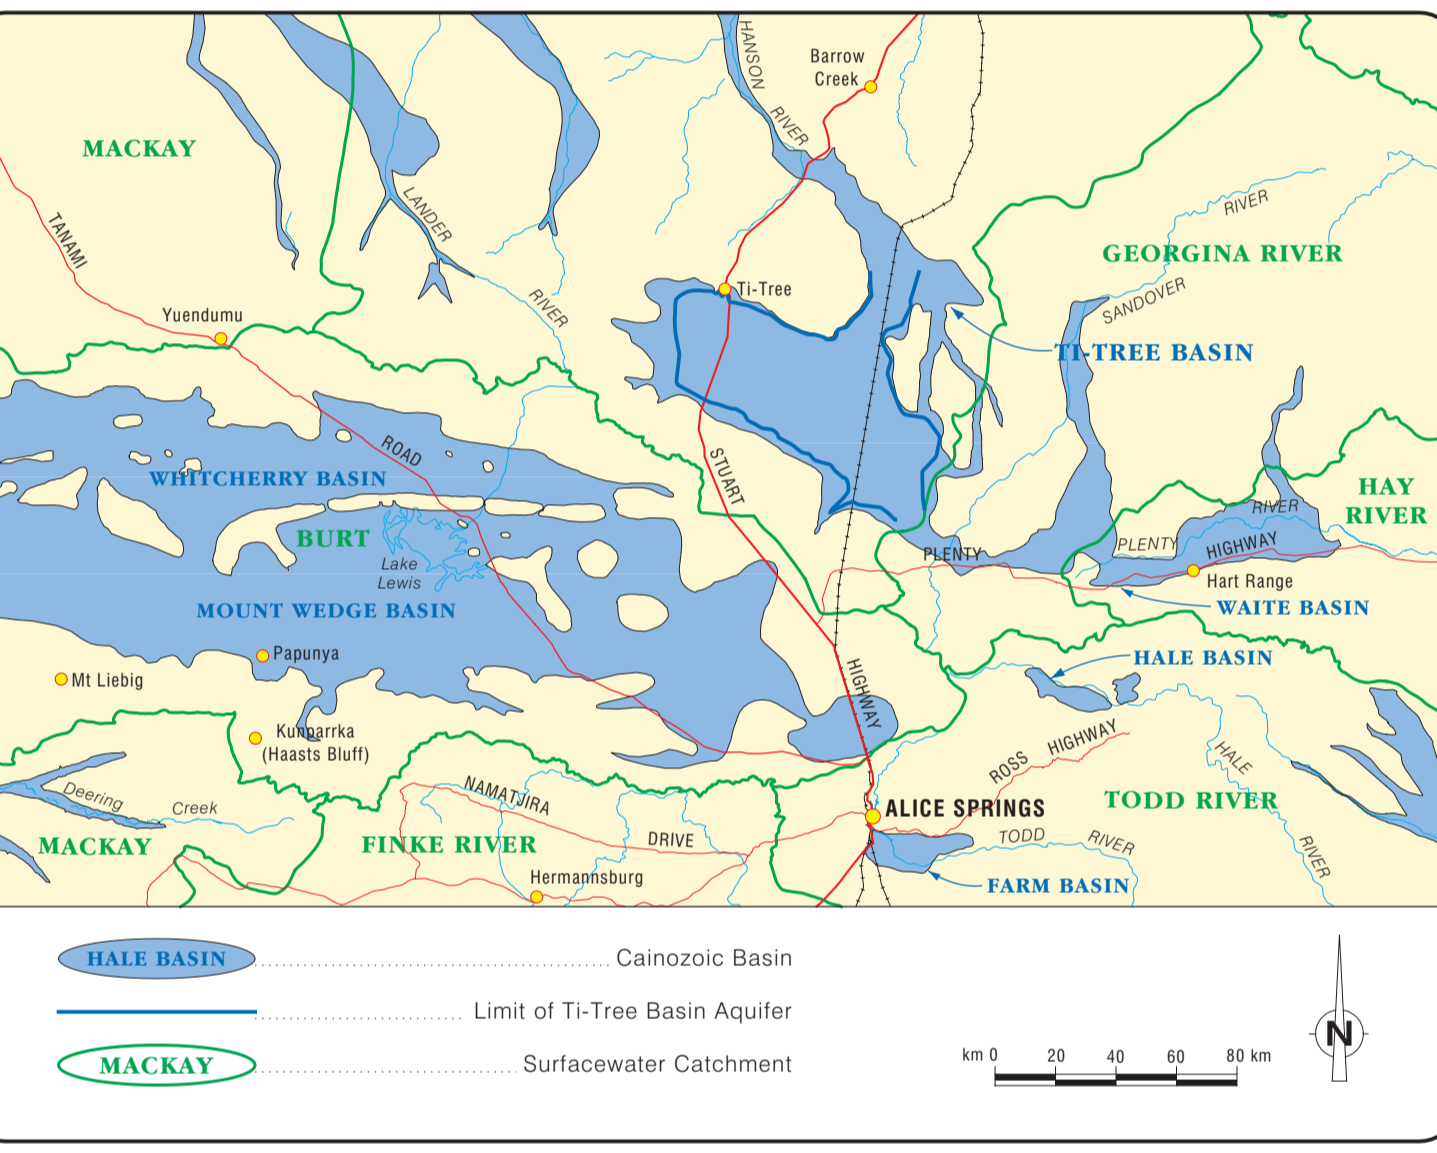 HANSON
RIVER
Barrow
Creek
MACKAY
LANDER
RIVER
TANAMI
RIVER
SANDOVER
GEORGINA RIVER
Ti-Tree
Yuendumu
TI-TREE BASIN
ROAD
WHITCHERRY BASIN
STUART
HAY
RIVER
BURT
Lake
Lewis
PLENTY
PLENTY
RIVER
HIGHWAY
Hart Range
MOUNT WEDGE BASIN
WAITE BASIN
Papunya
Mt Liebig
HALE BASIN
HIGHWAY
Kunparrka
(Haasts Bluff)
ROSS HIGHWAY
HALE
RIVER
Deering
Creek
NAMATJIRA
DRIVE
ALICE SPRINGS
TODD RIVER
MACKAY
FINKE RIVER
TODD RIVER
Hermannsburg
FARM BASIN
HALE BASIN Cainozoic Basin
Limit of Ti-Tree Basin Aquifer
MACKAY Surfacewater Catchment
km 0 20 40 60 80 km
N